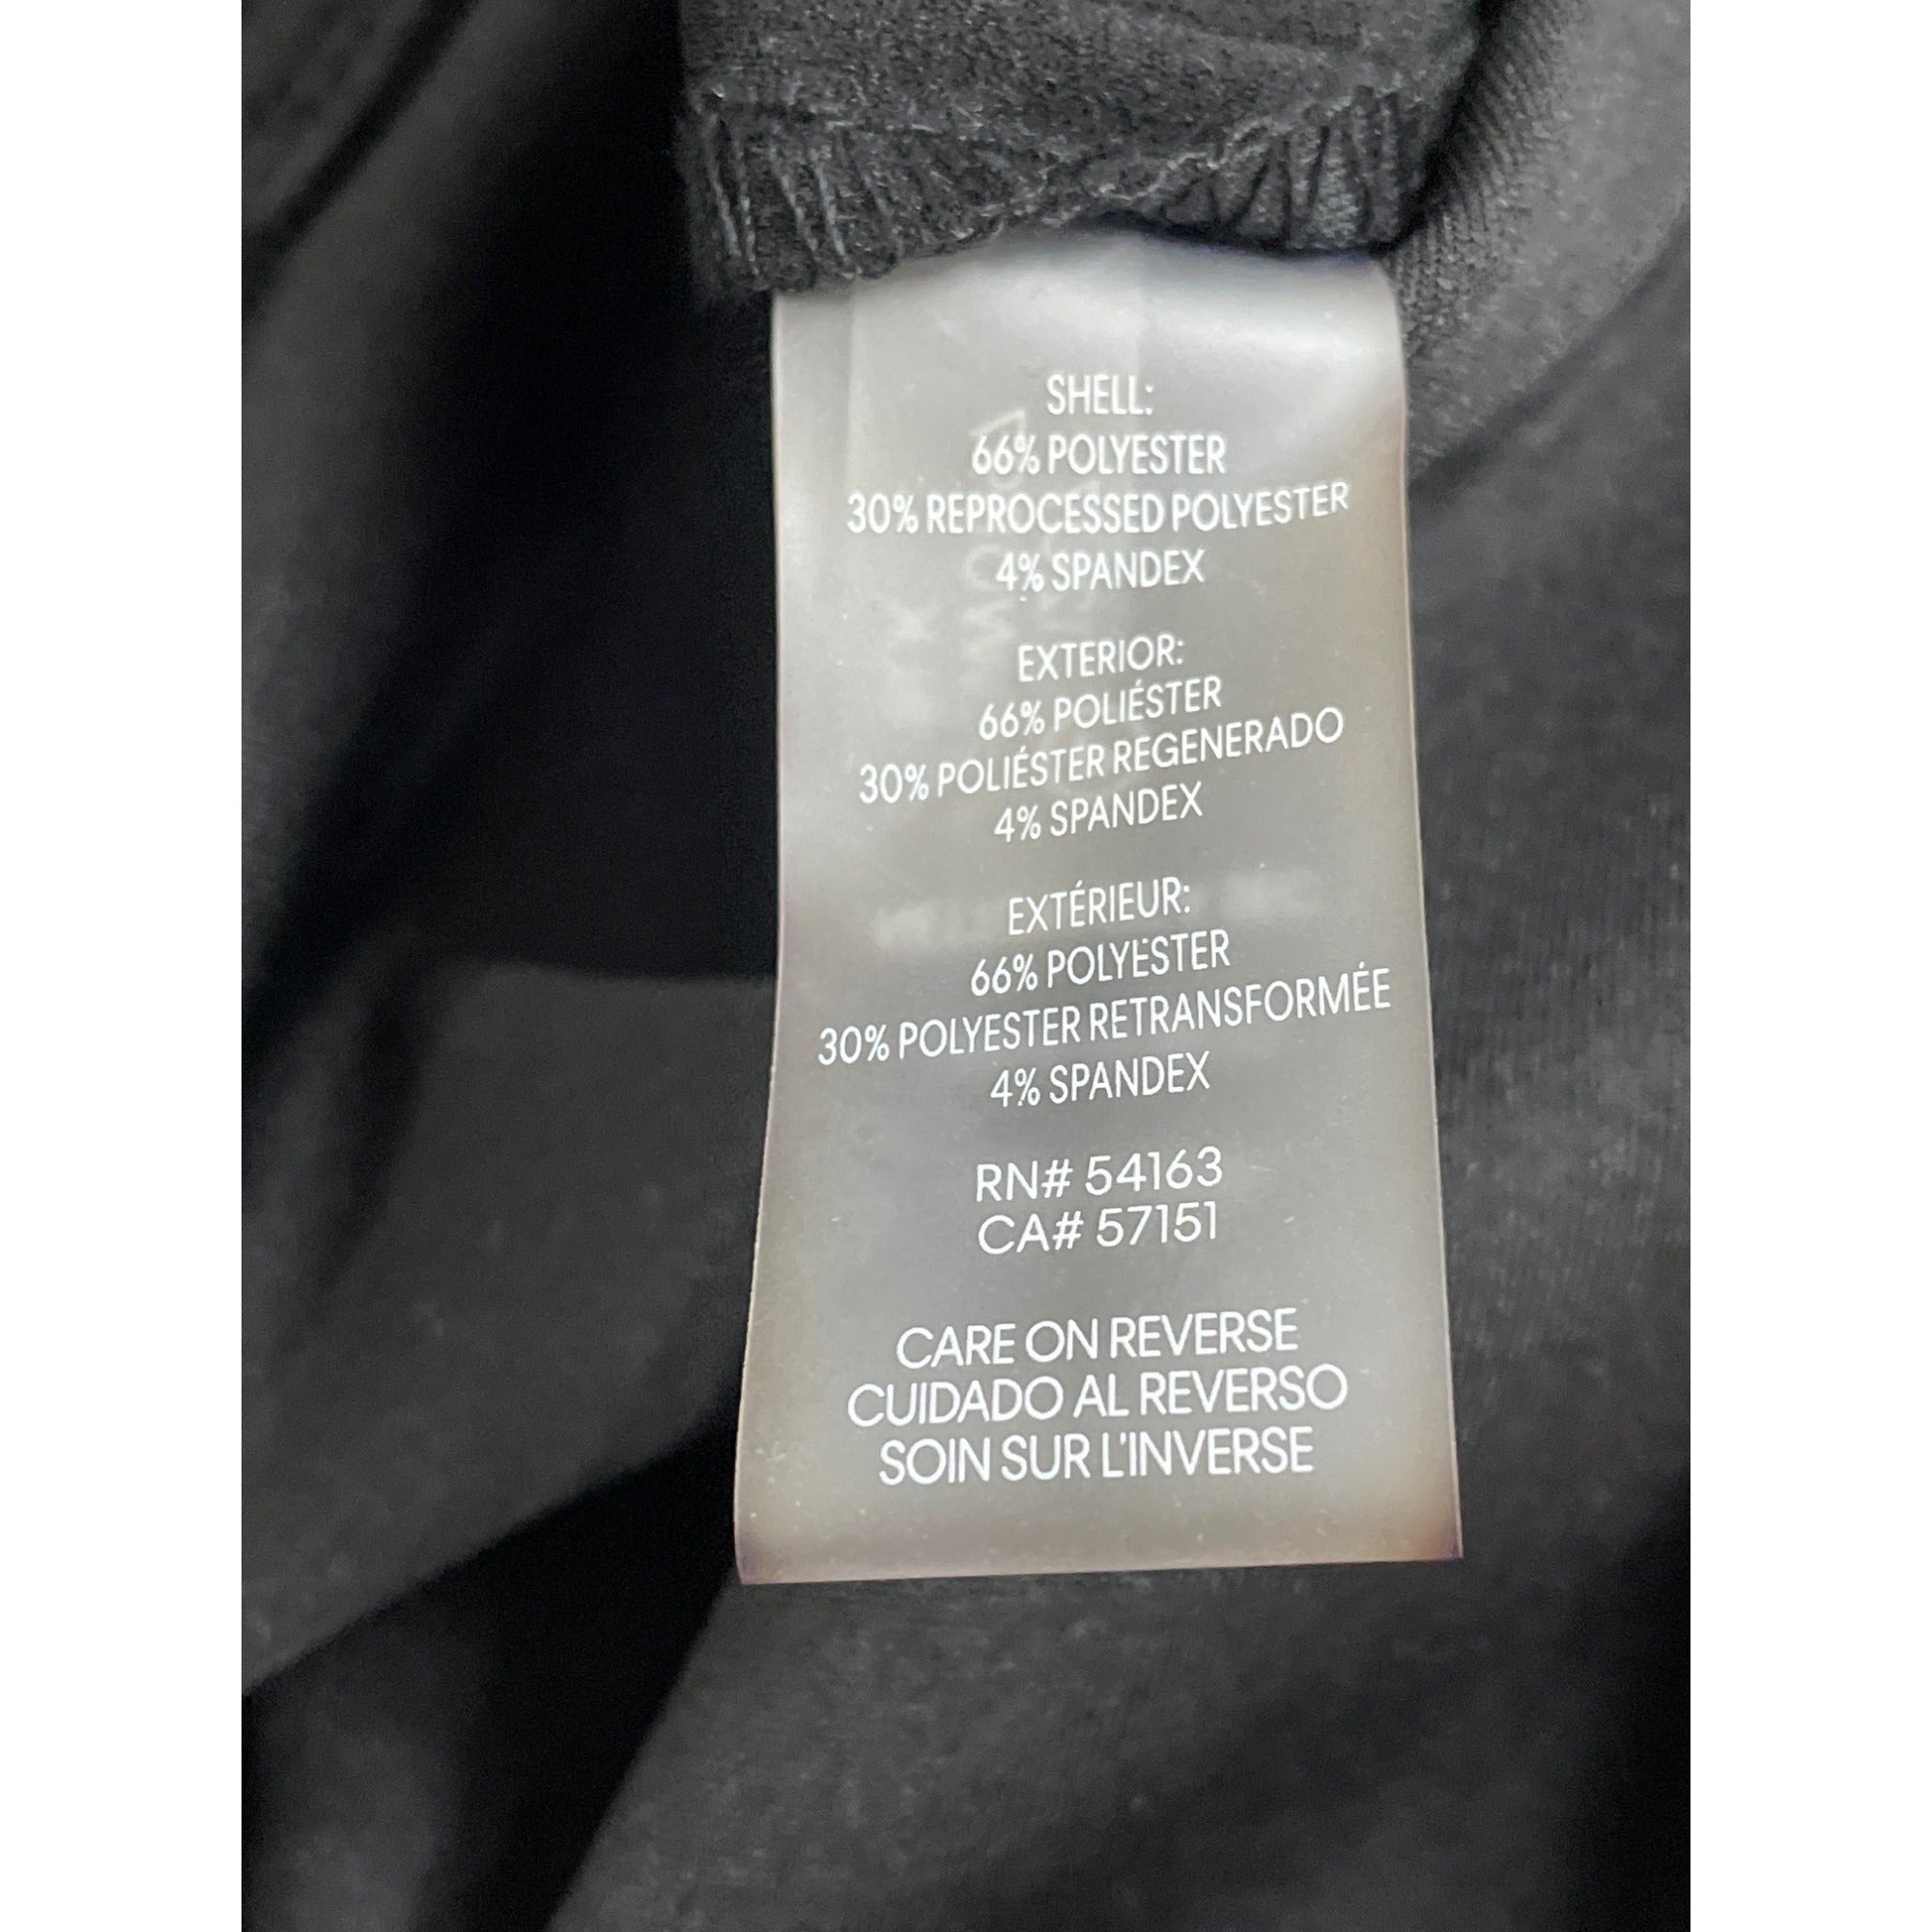 SHELL:
66% POLYESTER
30% REPROCESSED POLYESTER
4% SPANDEX
EXTERIOR:
66% POLIÉSTER
30% POLIÉSTER REGENERADO
4% SPANDEX
EXTÉRIEUR:
66% POLYESTER
30% POLYESTER RETRANSFORMÉE
4% SPANDEX
RN# 54163
CA# 57151
CARE ON REVERSE
CUIDADO AL REVERSO
SOIN SUR L'INVERSE